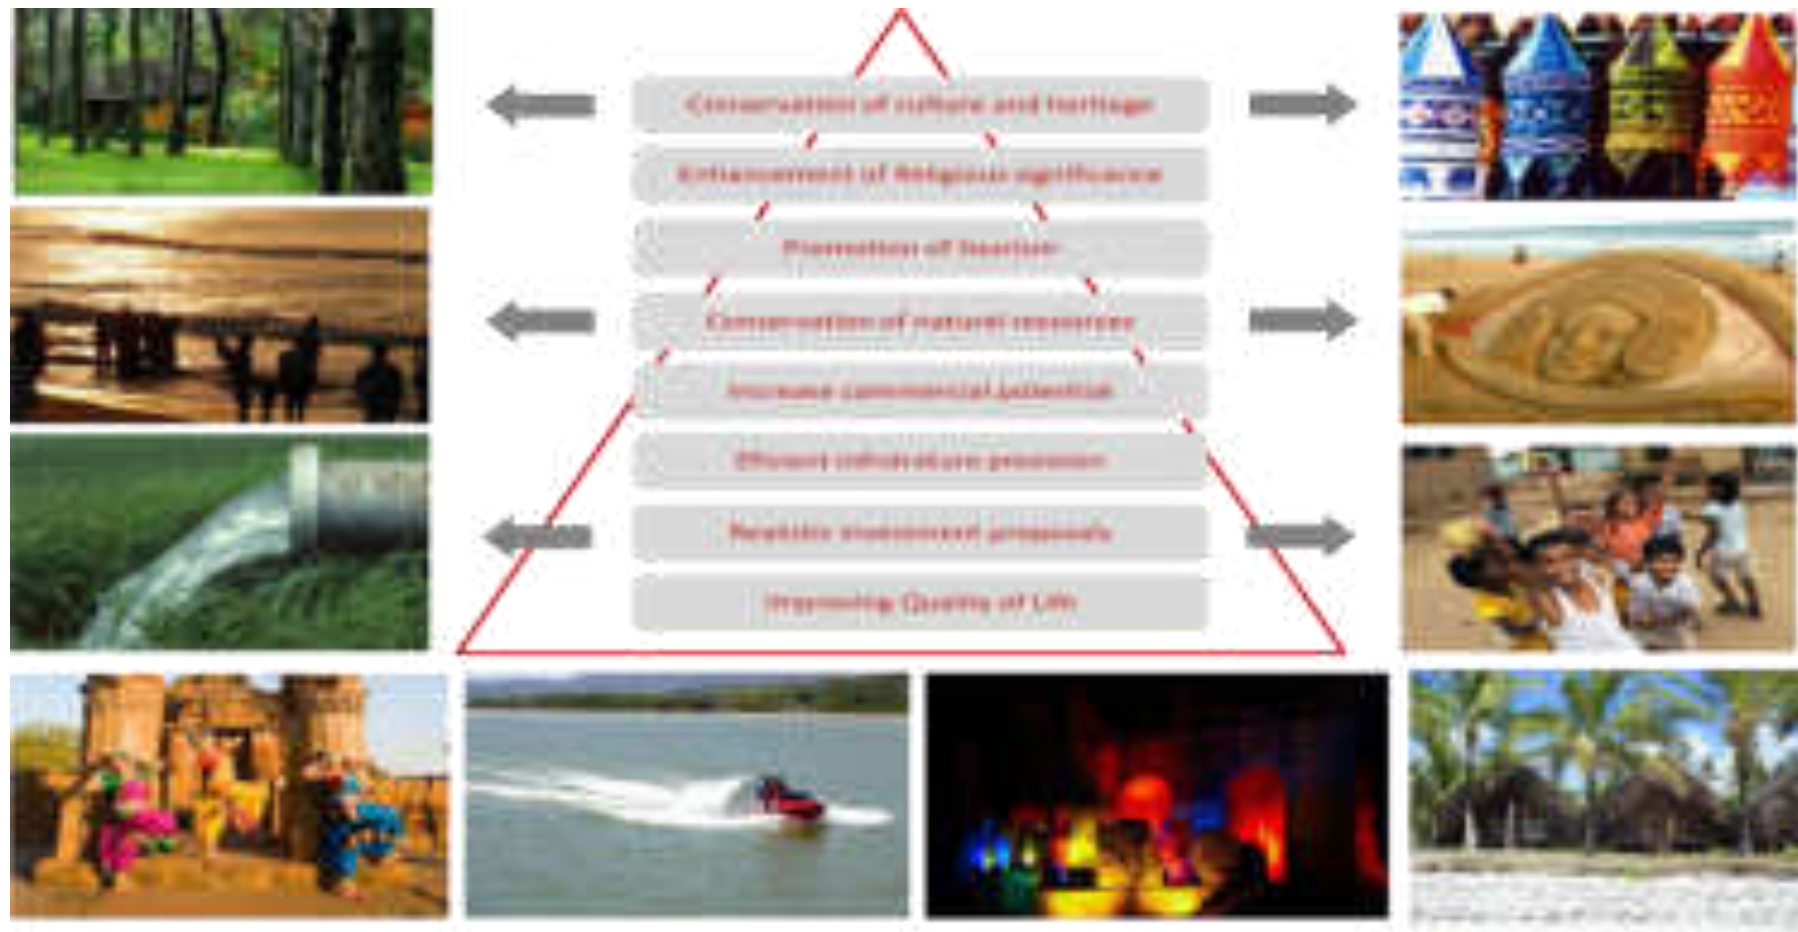 Conservation of culture and heritage
Enhancement of Religious significance
Promotion of tourism
Conservation of natural resources
Increase commercial potential
Efficient infrastructure provision
Realistic investment proposals
Improving Quality of Life